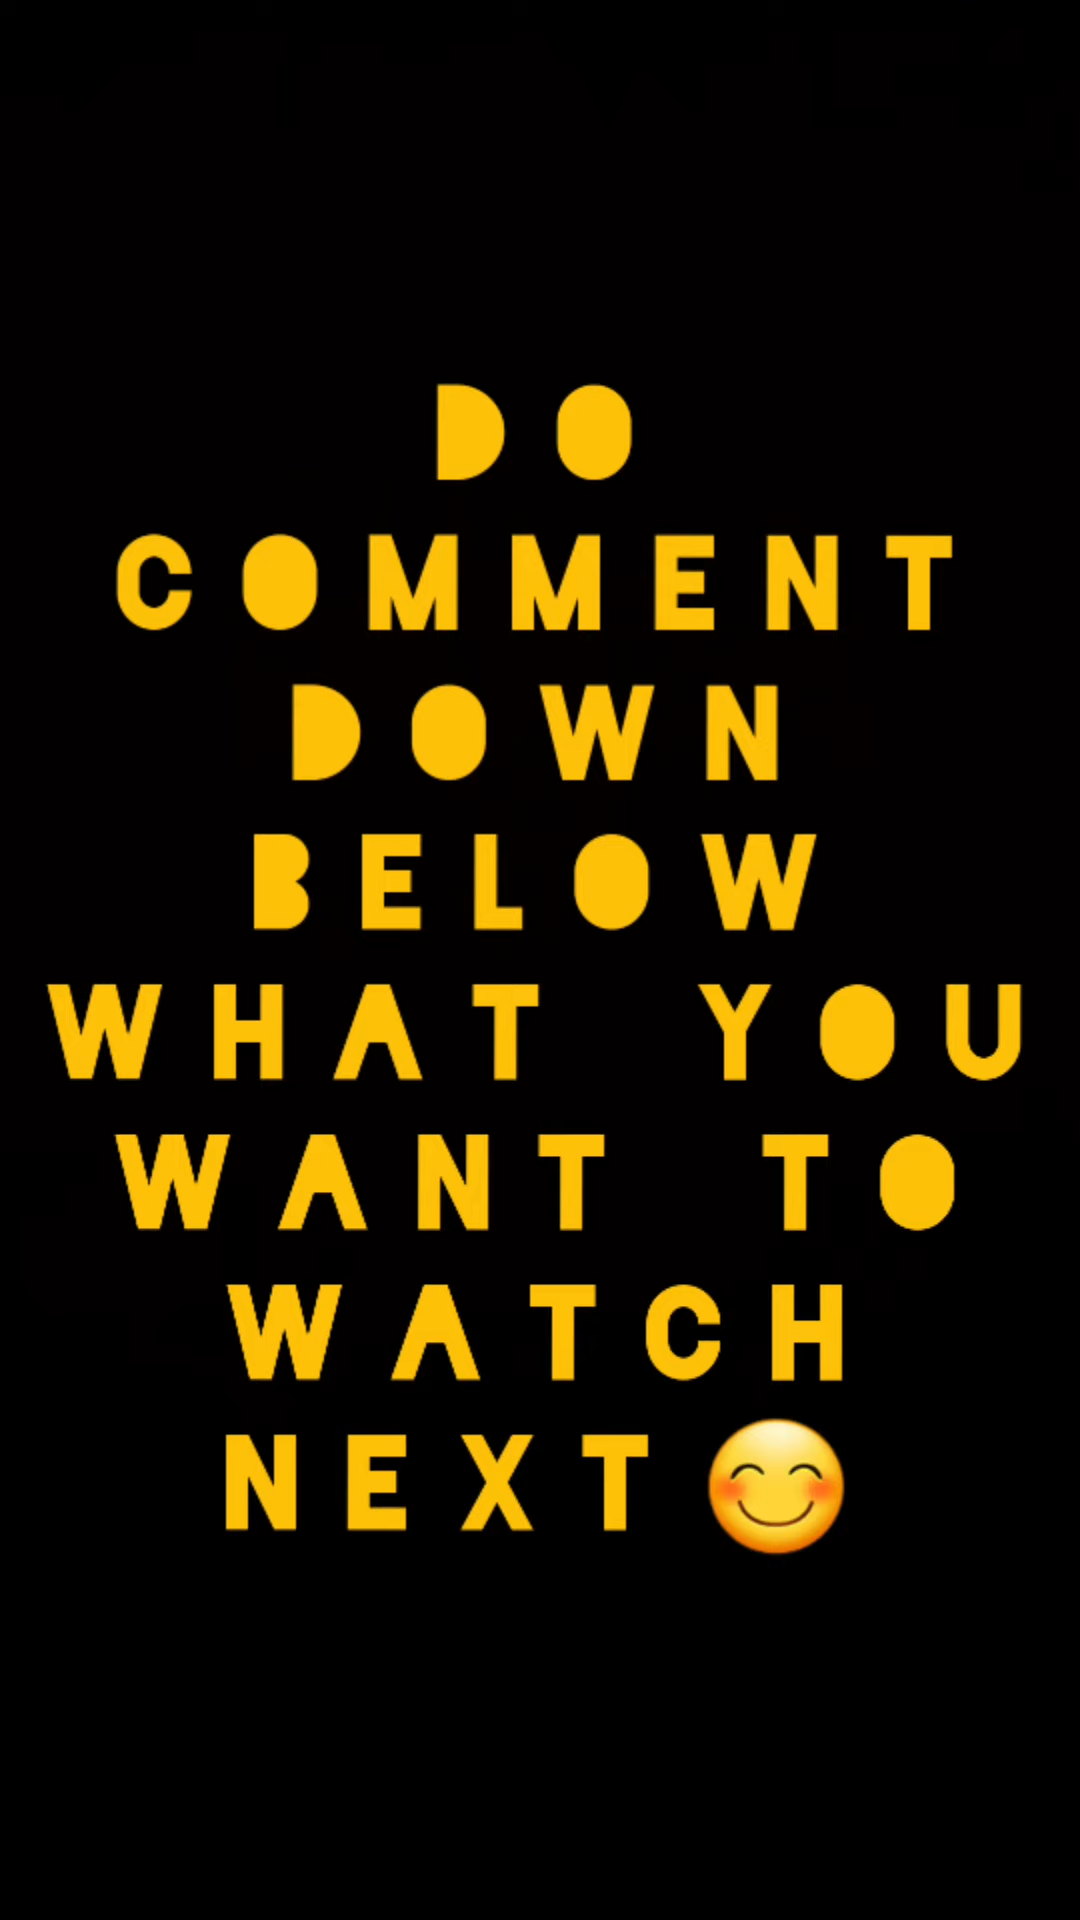 DO
COMMENT
DOWN
BELOW
WHAT YOU
WANT TO
WATCH
NEXT😊